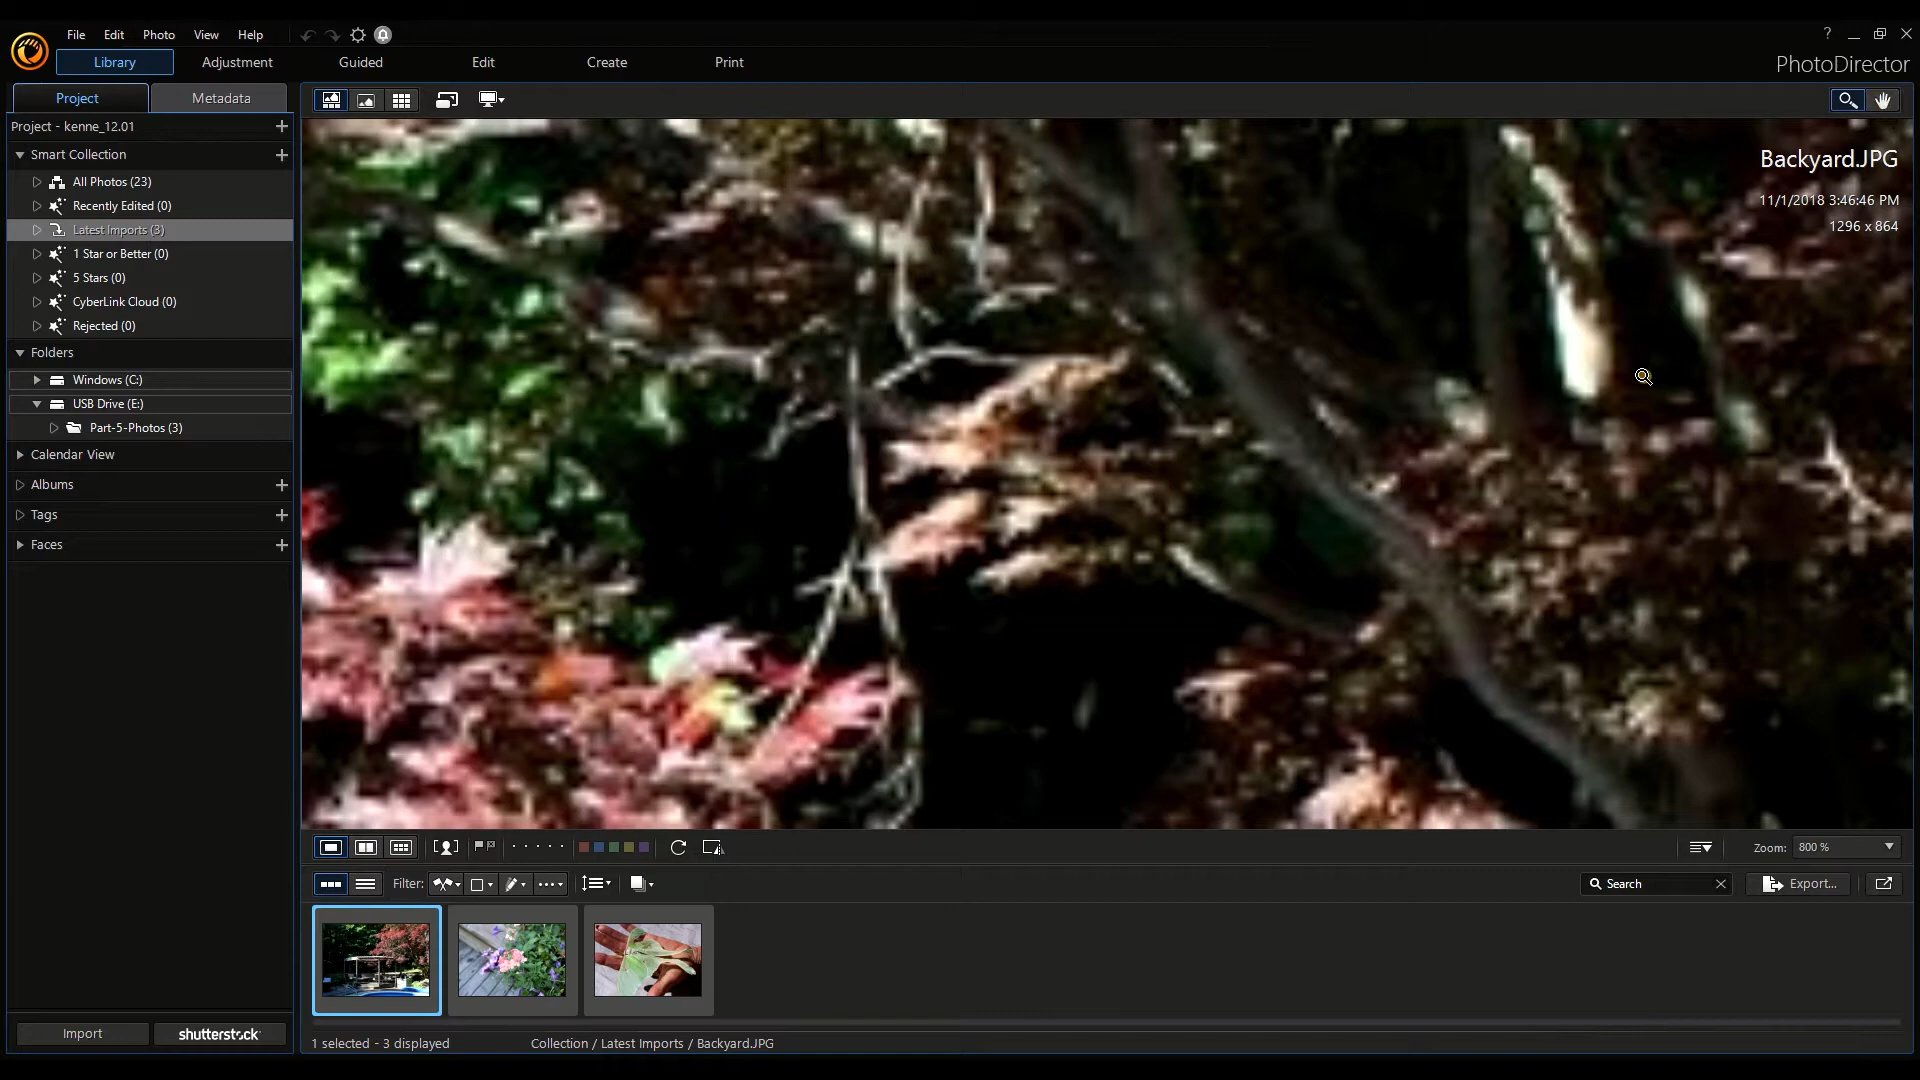 File Edit Photo View Help
?
Library Adjustment Guided Edit Create Print
PhotoDirector
Project Metadata
Project - kenne_12.01
Smart Collection
All Photos (23)
Recently Edited (0)
Latest Imports (3)
1 Star or Better (0)
5 Stars (0)
CyberLink Cloud (0)
Rejected (0)
Folders
Windows (C:)
USB Drive (E:)
Part-5-Photos (3)
Calendar View
Albums
Tags
Faces
Import
shutterstock
Backyard.JPG
11/1/2018 3:46:46 PM
1296 x 864
Zoom: 800 %
Filter:
Search
Export...
1 selected - 3 displayed
Collection / Latest Imports / Backyard.JPG